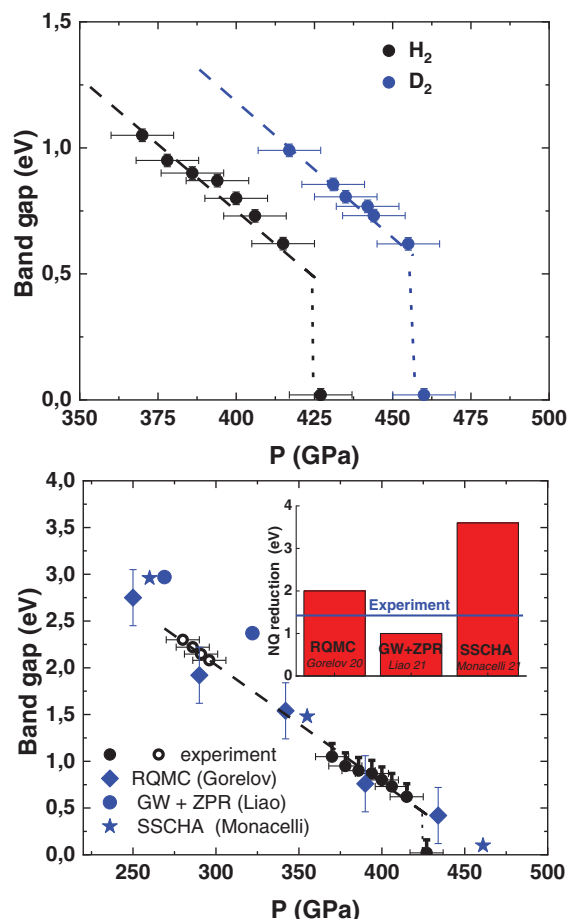 H2
D2
1,5
1,0
0,5
0,0
Band gap (eV)
350 375 400 425 450 475 500
P (GPa)
4,0
3,5
3,0
2,5
2,0
1,5
1,0
0,5
0,0
Band gap (eV)
4
2
1
0
NQ reduction (eV)
Experiment
RQMC GW+ZPR SSCHA
Gorelov 20 Liao 21 Monacelli 21
experiment
RQMC (Gorelov)
GW + ZPR (Liao)
SSCHA (Monacelli)
250 300 350 400 450 500
P (GPa)